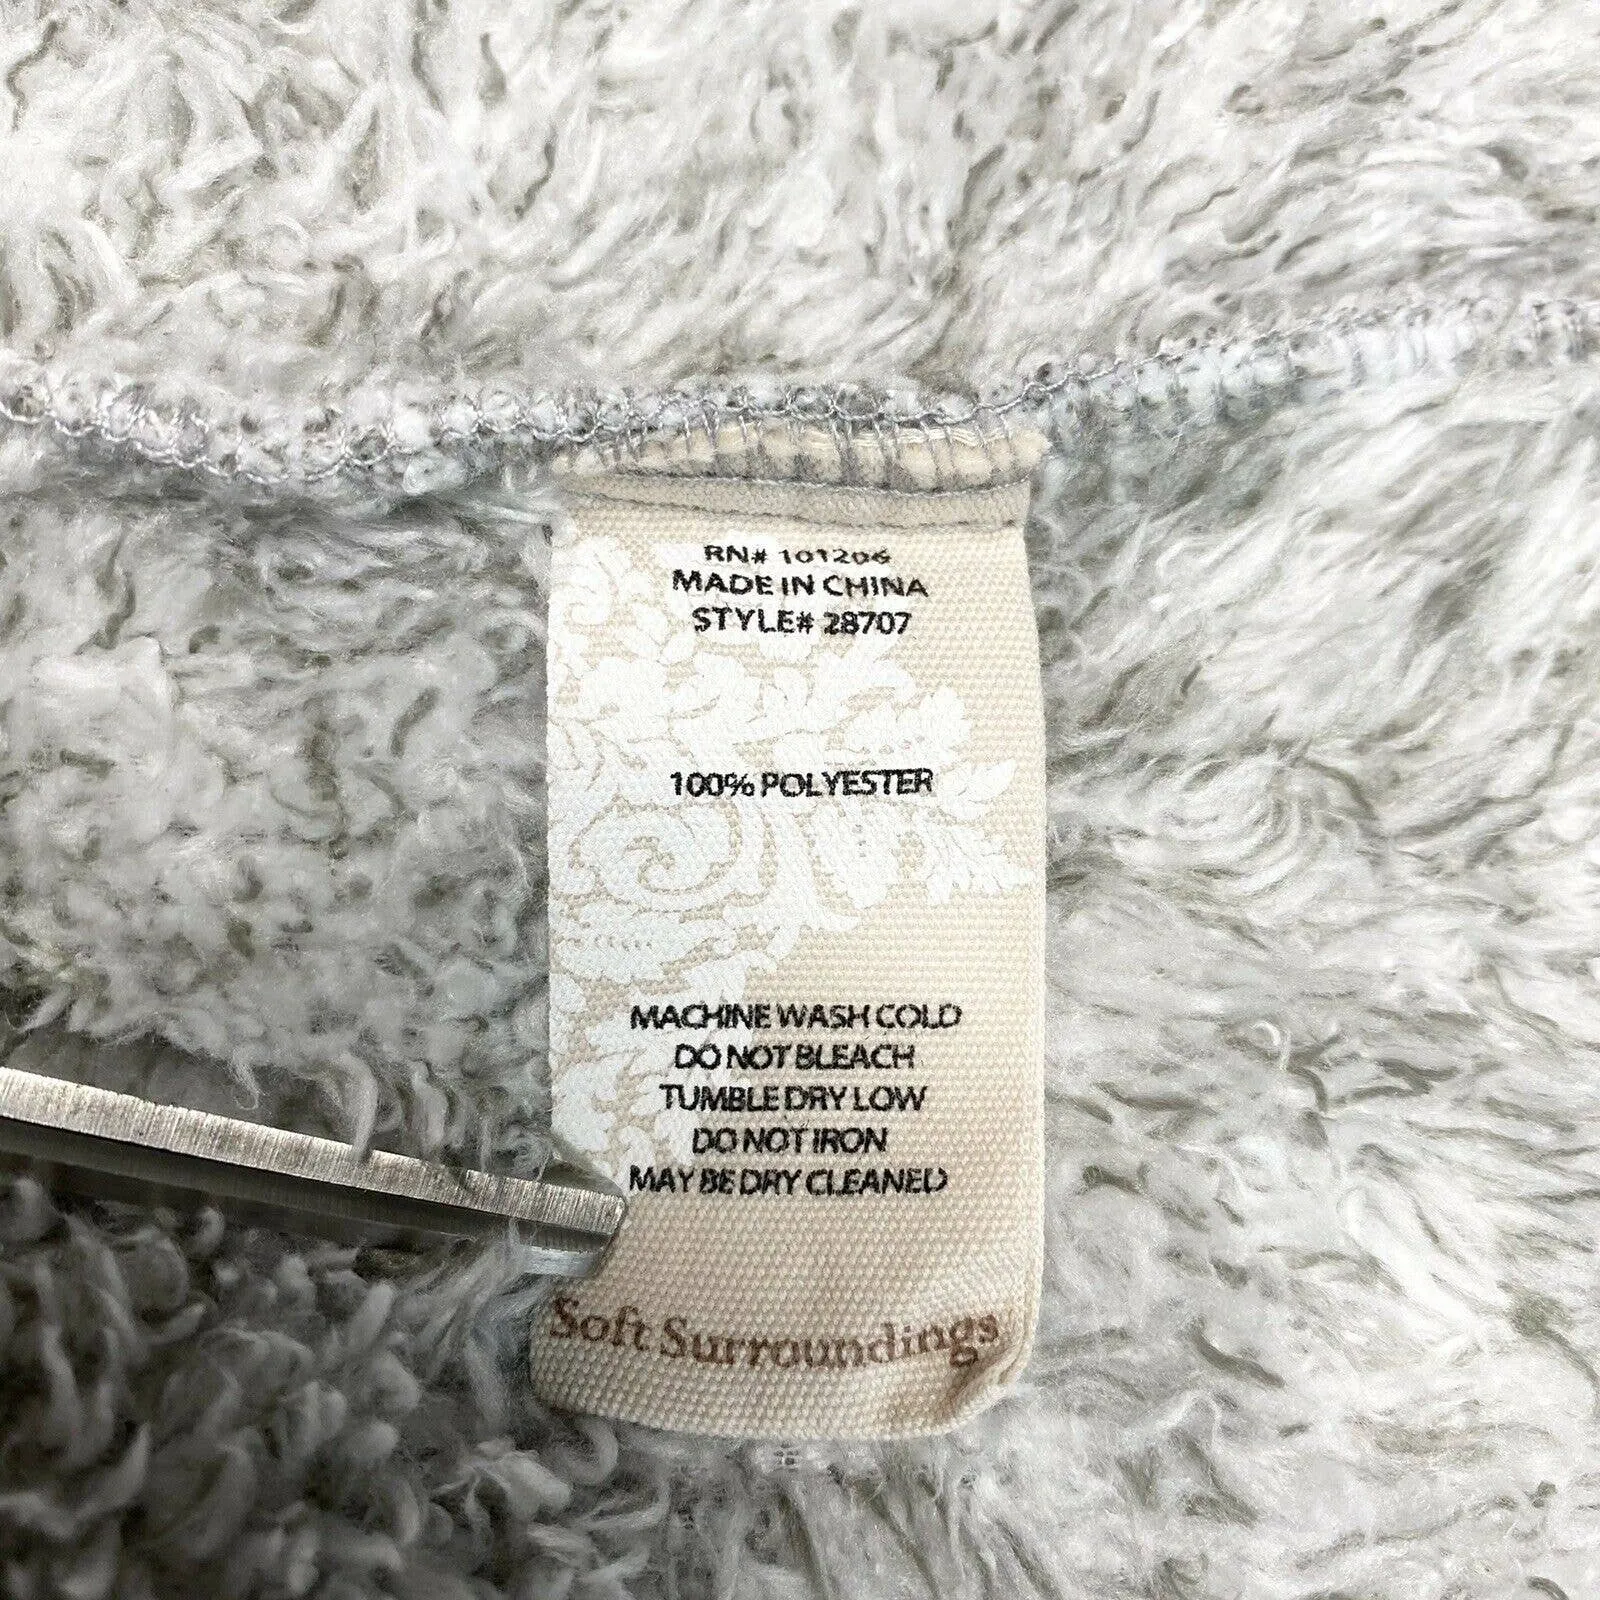 RN# 101206
MADE IN CHINA
STYLE# 28707
100% POLYESTER
MACHINE WASH COLD
DO NOT BLEACH
TUMBLE DRY LOW
DO NOT IRON
MAY BE DRY CLEANED
Soft Surroundings